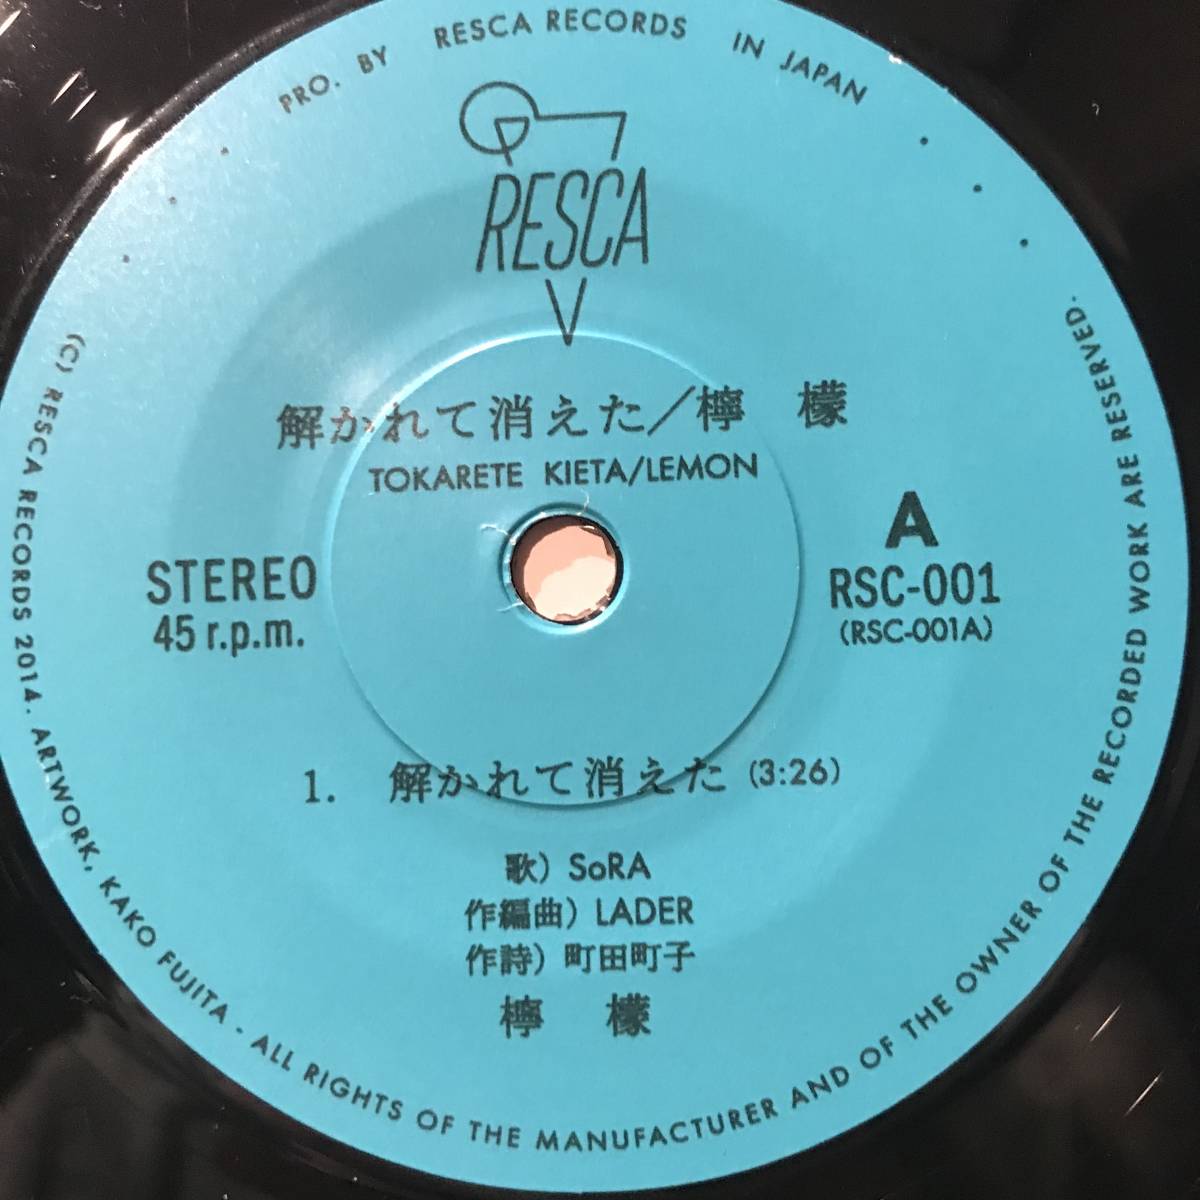 PRO. BY RESCA RECORDS IN JAPAN
RESCA
解かれて消えた/檸 檬
TOKARETE KIETA/LEMON
STEREO
45 r.p.m.
A
RSC-001
(RSC-001A)
1. 解かれて消えた (3:26)
歌) SoRA
作編曲) LADER
作詩) 町田町子
檸 檬
(C) RESCA RECORDS 2014. ARTWORK, KAKO FUJITA - ALL RIGHTS OF THE MANUFACTURER AND OF THE OWNER OF THE RECORDED WORK ARE RESERVED.